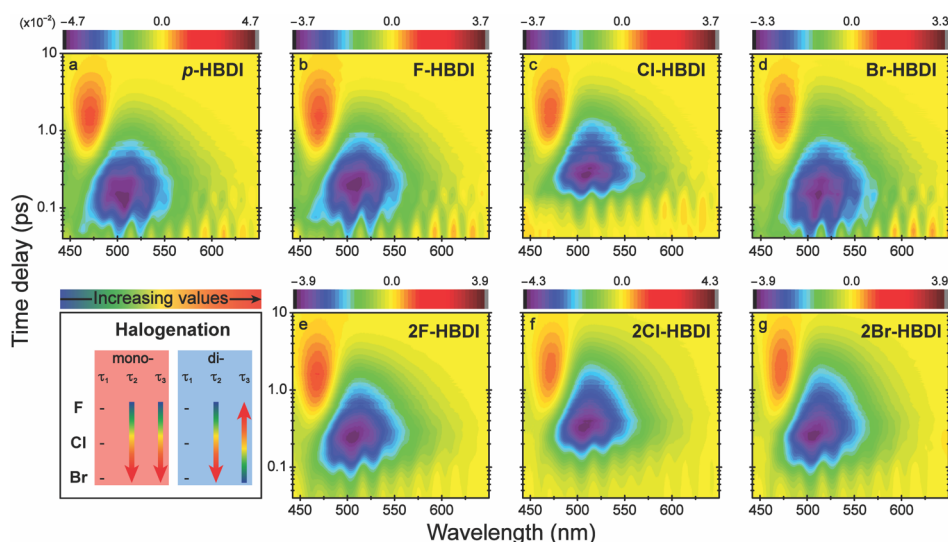 (x10⁻²) −4.7 0.0 4.7 −3.7 0.0 3.7 −3.7 0.0 3.7 −3.3 0.0 3.3
a p-HBDI
b F-HBDI
c Cl-HBDI
d Br-HBDI
10
1.0
0.1
450 500 550 600
450 500 550 600
450 500 550 600
450 500 550 600
Time delay (ps)
Increasing values
Halogenation
mono- di-
τ₁ τ₂ τ₃ τ₁ τ₂ τ₃
F - -
Cl - -
Br - -
−3.9 0.0 3.9 −4.3 0.0 4.3 −3.9 0.0 3.9
e 2F-HBDI
f 2Cl-HBDI
g 2Br-HBDI
10
1.0
0.1
450 500 550 600
450 500 550 600
450 500 550 600
Wavelength (nm)